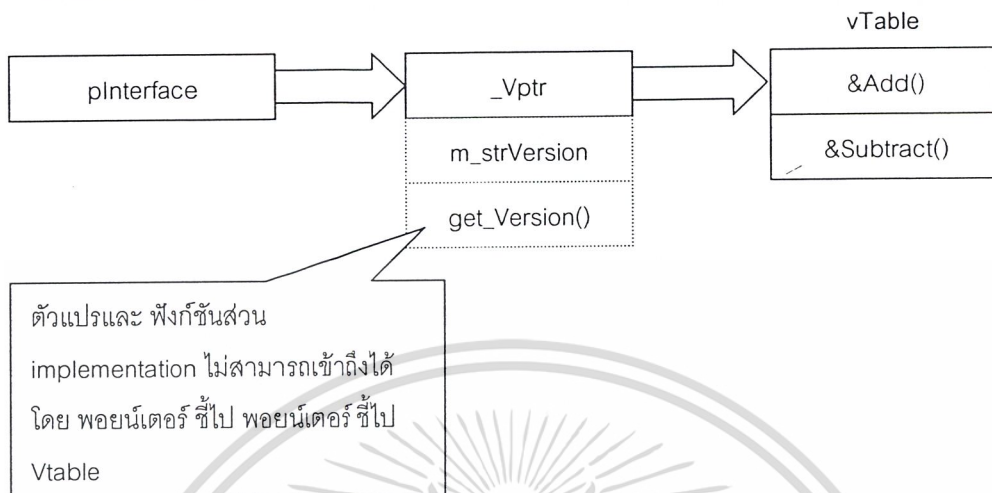 vTable
pInterface
_Vptr
&Add()
m_strVersion
&Subtract()
get_Version()
ตัวแปรและ ฟังก์ชันส่วน
implementation ไม่สามารถเข้าถึงได้
โดย พอยน์เตอร์ ชี้ไป พอยน์เตอร์ ชี้ไป
Vtable